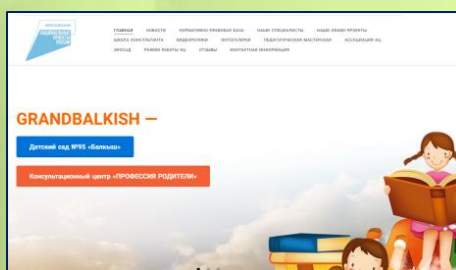 ГЛАВНАЯ НОВОСТИ НОРМАТИВНО ПРАВОВАЯ БАЗА НАШИ СПЕЦИАЛИСТЫ НАШИ ОНЛАЙН ПРОЕКТЫ
ШКОЛА КОНСУЛЬТАНТА ВИДЕОРОЛИКИ ФОТОГАЛЕРЕЯ ПЕДАГОГИЧЕСКАЯ МАСТЕРСКАЯ АССОЦИАЦИЯ КЦ
ЭКОСАД РЕЖИМ РАБОТЫ КЦ ОТЗЫВЫ КОНТАКТНАЯ ИНФОРМАЦИЯ
GRANDBALKISH —
Детский сад №95 «Балкыш»
Консультационный центр «ПРОФЕССИЯ РОДИТЕЛИ»